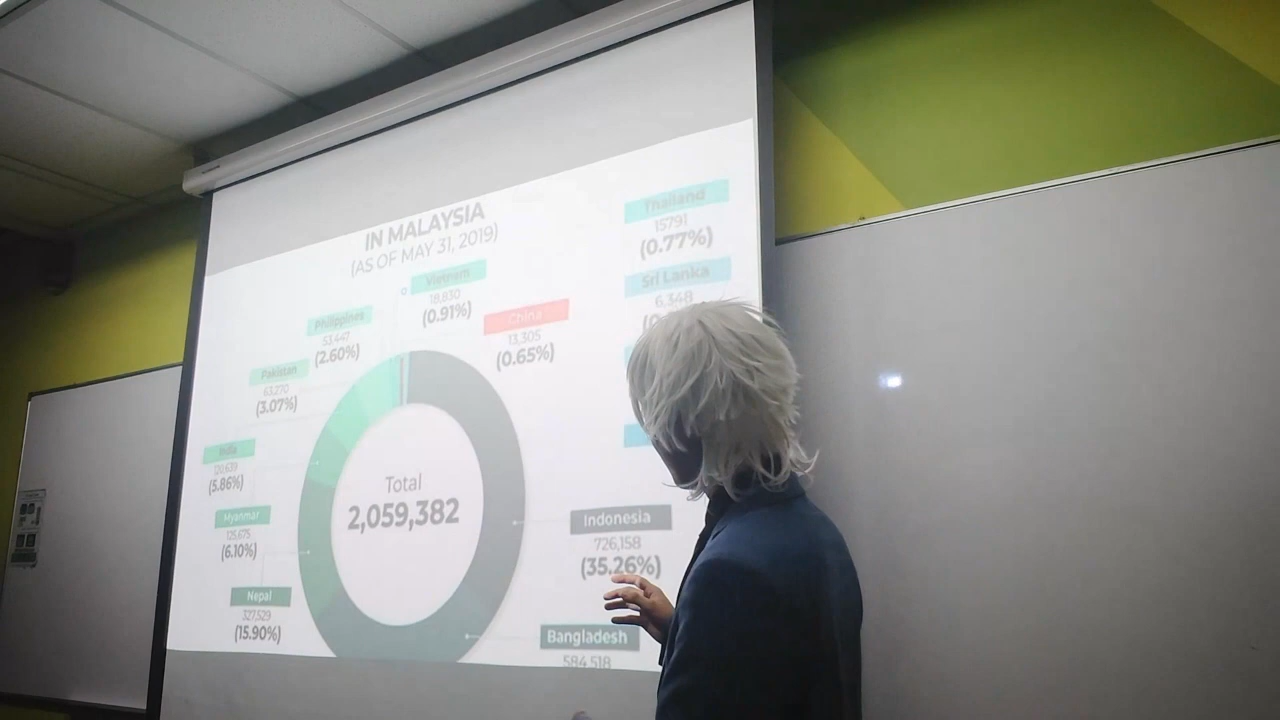 IN MALAYSIA
(AS OF MAY 31, 2019)
Thailand
15791
(0.77%)
Sri Lanka
6,348
Vietnam
18,830
(0.91%)
China
13,305
(0.65%)
Philippines
53,447
(2.60%)
Pakistan
63,270
(3.07%)
India
120,637
(5.86%)
Myanmar
125,675
(6.10%)
Nepal
327,529
(15.90%)
Total
2,059,382
Indonesia
726,158
(35.26%)
Bangladesh
584,518